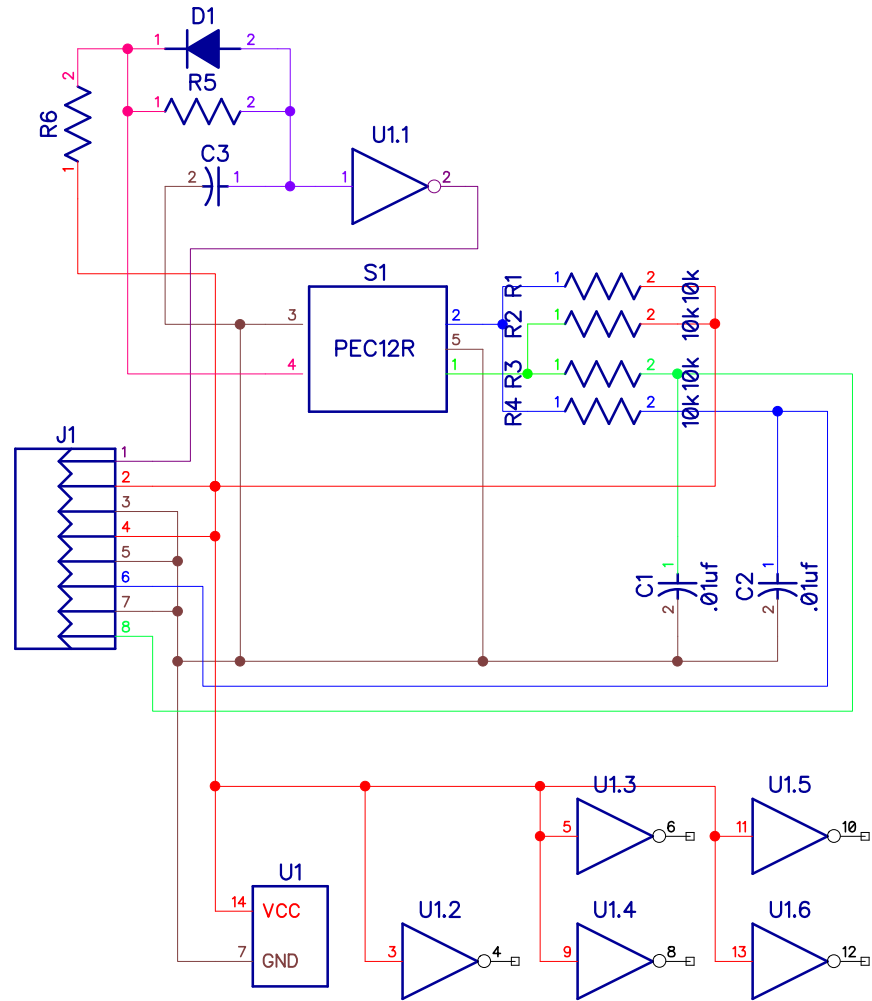 D1
1 2
2
R5
1 2
R6
1
U1.1
C3
2 1
1 2
S1
PEC12R
3
4
2
5
1
R1 1 2 10k
R2 1 2 10k
R3 1 2 10k
R4 1 2 10k
J1
1
2
3
4
5
6
7
8
C1 1 2 .01uf
C2 1 2 .01uf
U1.3
5 6
U1.5
11 10
U1
14 VCC
7 GND
U1.2
3 4
U1.4
9 8
U1.6
13 12